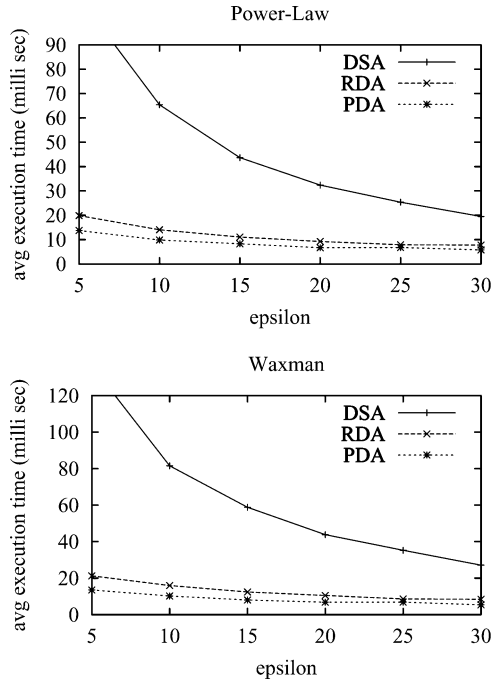 Power-Law
avg execution time (milli sec)
90
80
70
60
50
40
30
20
10
0
DSA
RDA
PDA
5 10 15 20 25 30
epsilon
Waxman
avg execution time (milli sec)
120
100
80
60
40
20
0
DSA
RDA
PDA
5 10 15 20 25 30
epsilon